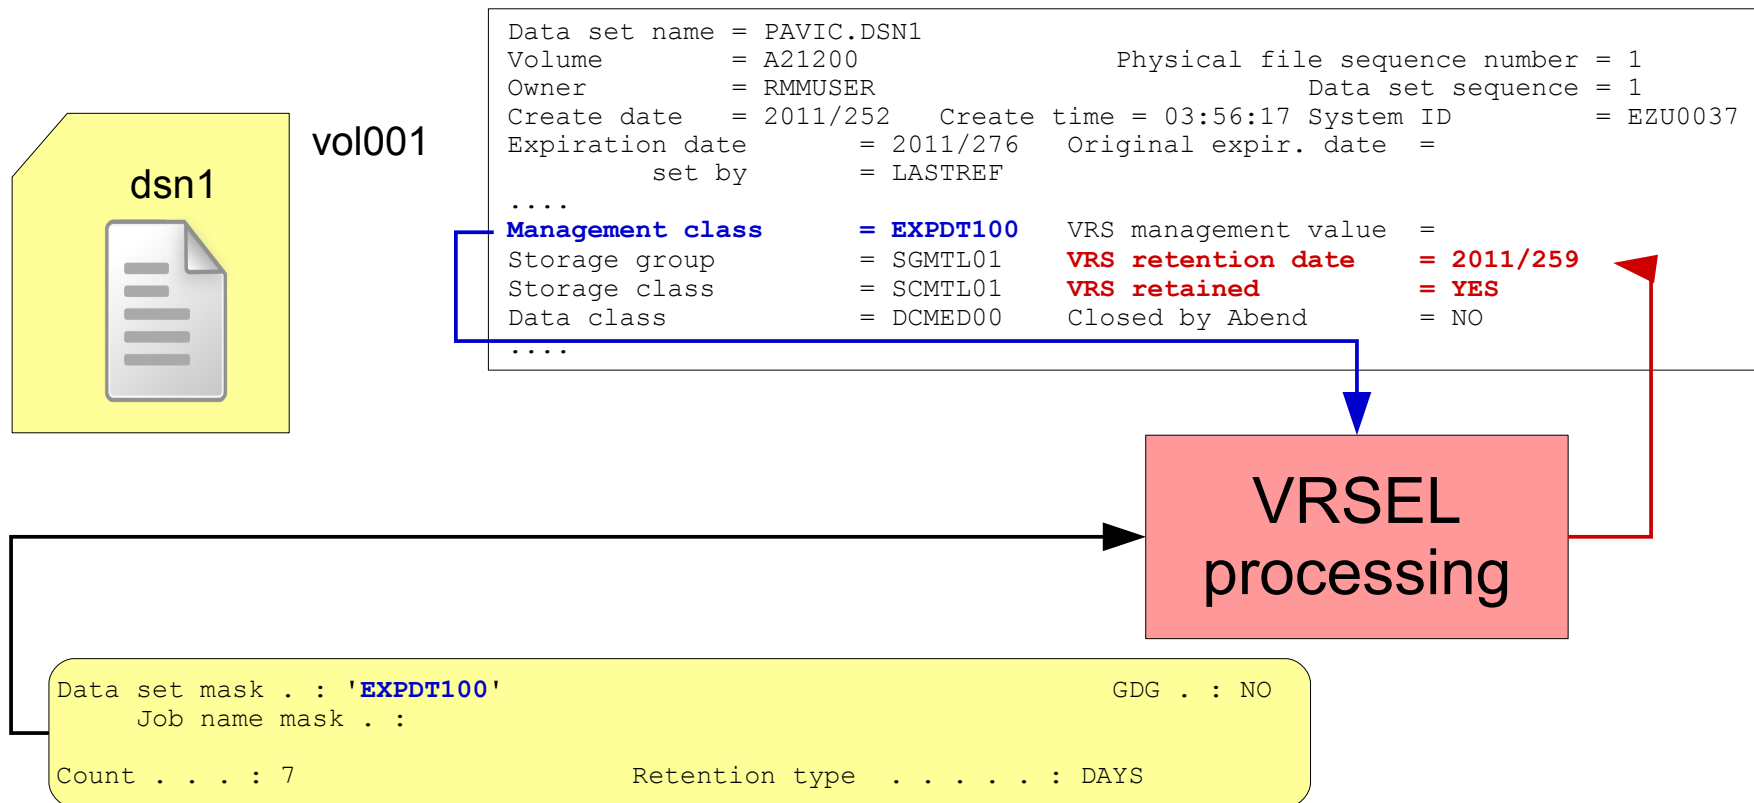 Data set name = PAVIC.DSN1
Volume = A21200 Physical file sequence number = 1
Owner = RMMUSER Data set sequence = 1
Create date = 2011/252 Create time = 03:56:17 System ID = EZU0037
Expiration date = 2011/276 Original expir. date =
set by = LASTREF
....
Management class = EXPDT100 VRS management value =
Storage group = SGMTL01 VRS retention date = 2011/259
Storage class = SCMTL01 VRS retained = YES
Data class = DCMED00 Closed by Abend = NO
....
vol001
dsn1
VRSEL
processing
Data set mask . : 'EXPDT100' GDG . : NO
Job name mask . :
Count . . . : 7 Retention type . . . . . : DAYS